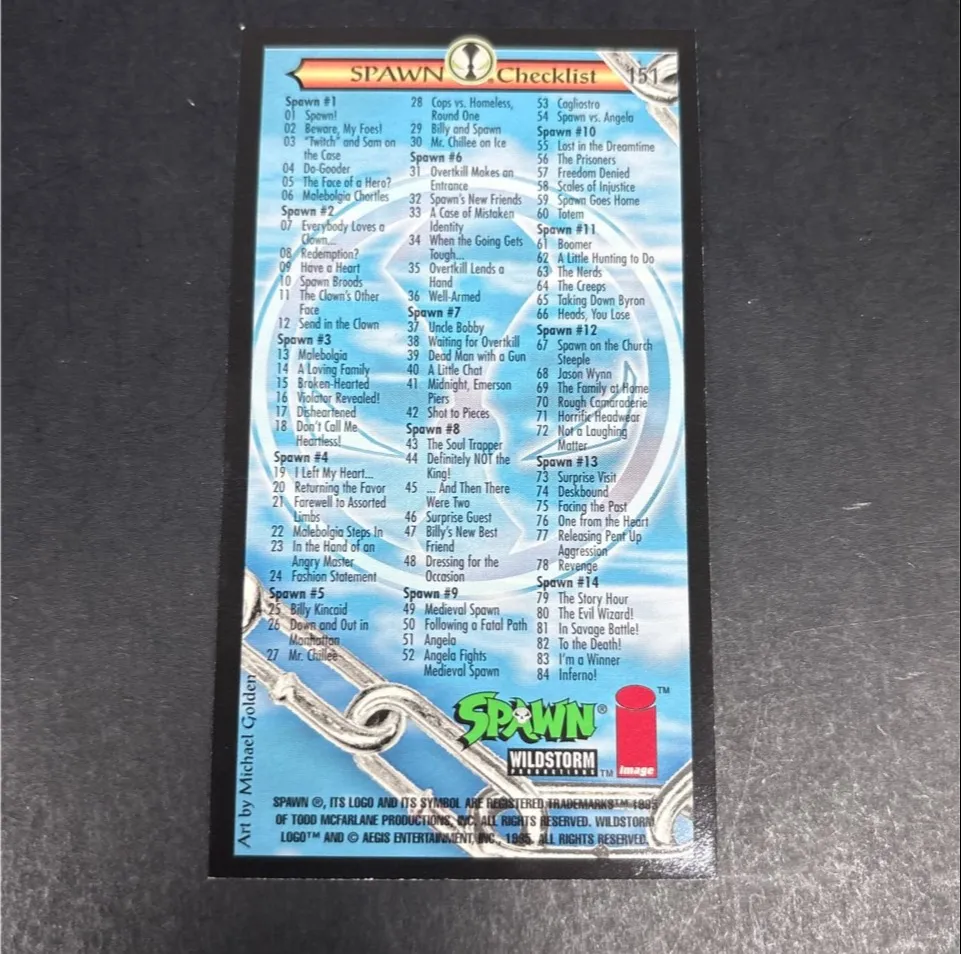 SPAWN Checklist 151
Spawn #1
01 Spawn!
02 Beware, My Foes!
03 "Twitch" and Sam on
the Case
04 Do-Gooder
05 The Face of a Hero?
06 Malebolgia Chortles
Spawn #2
07 Everybody Loves a
Clown...
08 Redemption?
09 Have a Heart
10 Spawn Broods
11 The Clown's Other
Face
12 Send in the Clown
Spawn #3
13 Malebolgia
14 A Loving Family
15 Broken-Hearted
16 Violator Revealed!
17 Disheartened
18 Don't Call Me
Heartless!
Spawn #4
19 I Left My Heart...
20 Returning the Favor
21 Farewell to Assorted
Limbs
22 Malebolgia Steps In
23 In the Hand of an
Angry Master
24 Fashion Statement
Spawn #5
25 Billy Kincaid
26 Down and Out in
Manhattan
27 Mr. Chillee
28 Cops vs. Homeless,
Round One
29 Billy and Spawn
30 Mr. Chillee on Ice
Spawn #6
31 Overtkill Makes an
Entrance
32 Spawn's New Friends
33 A Case of Mistaken
Identity
34 When the Going Gets
Tough...
35 Overtkill Lends a
Hand
36 Well-Armed
Spawn #7
37 Uncle Bobby
38 Waiting for Overtkill
39 Dead Man with a Gun
40 A Little Chat
41 Midnight, Emerson
Piers
42 Shot to Pieces
Spawn #8
43 The Soul Trapper
44 Definitely NOT the
King!
45 ... And Then There
Were Two
46 Surprise Guest
47 Billy's New Best
Friend
48 Dressing for the
Occasion
Spawn #9
49 Medieval Spawn
50 Following a Fatal Path
51 Angela
52 Angela Fights
Medieval Spawn
53 Cogliostro
54 Spawn vs. Angela
Spawn #10
55 Lost in the Dreamtime
56 The Prisoners
57 Freedom Denied
58 Scales of Injustice
59 Spawn Goes Home
60 Totem
Spawn #11
61 Boomer
62 A Little Hunting to Do
63 The Nerds
64 The Creeps
65 Taking Down Byron
66 Heads, You Lose
Spawn #12
67 Spawn on the Church
Steeple
68 Jason Wynn
69 The Family at Home
70 Rough Camaraderie
71 Horrific Headwear
72 Not a Laughing
Matter
Spawn #13
73 Surprise Visit
74 Deskbound
75 Facing the Past
76 One from the Heart
77 Releasing Pent Up
Aggression
78 Revenge
Spawn #14
79 The Story Hour
80 The Evil Wizard!
81 In Savage Battle!
82 To the Death!
83 I'm a Winner
84 Inferno!
Art by Michael Golden
SPAWN®
WILDSTORM
PRODUCTIONS™
image™
SPAWN ®, ITS LOGO AND ITS SYMBOL ARE REGISTERED TRADEMARKS™ 1995
OF TODD MCFARLANE PRODUCTIONS, INC. ALL RIGHTS RESERVED. WILDSTORM
LOGO™ AND © AEGIS ENTERTAINMENT, INC., 1995. ALL RIGHTS RESERVED.